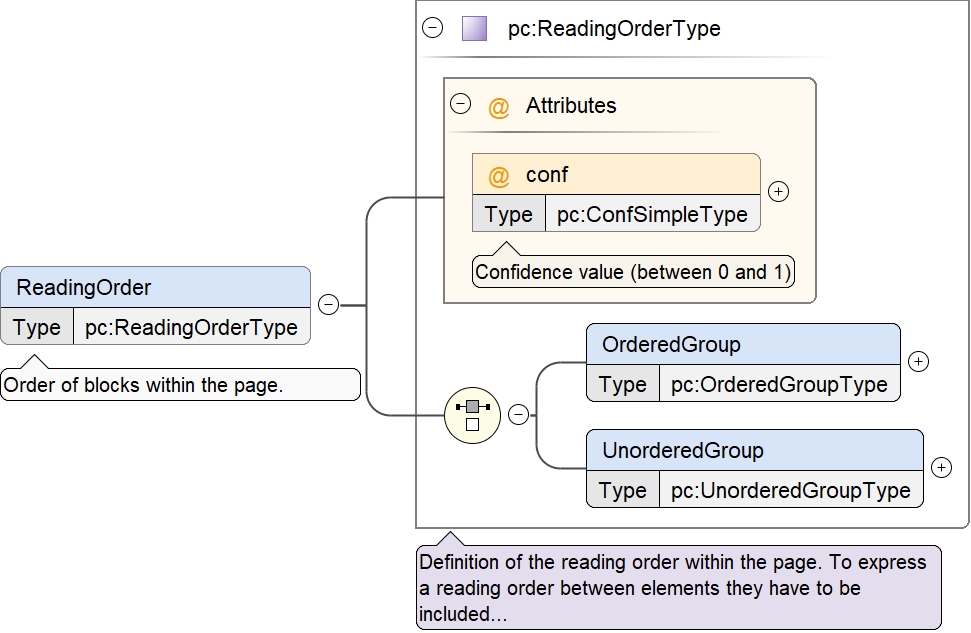 pc:ReadingOrderType
@ Attributes
@ conf
Type pc:ConfSimpleType
Confidence value (between 0 and 1)
ReadingOrder
Type pc:ReadingOrderType
Order of blocks within the page.
OrderedGroup
Type pc:OrderedGroupType
UnorderedGroup
Type pc:UnorderedGroupType
Definition of the reading order within the page. To express
a reading order between elements they have to be
included...